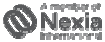 A member of
Nexia
International